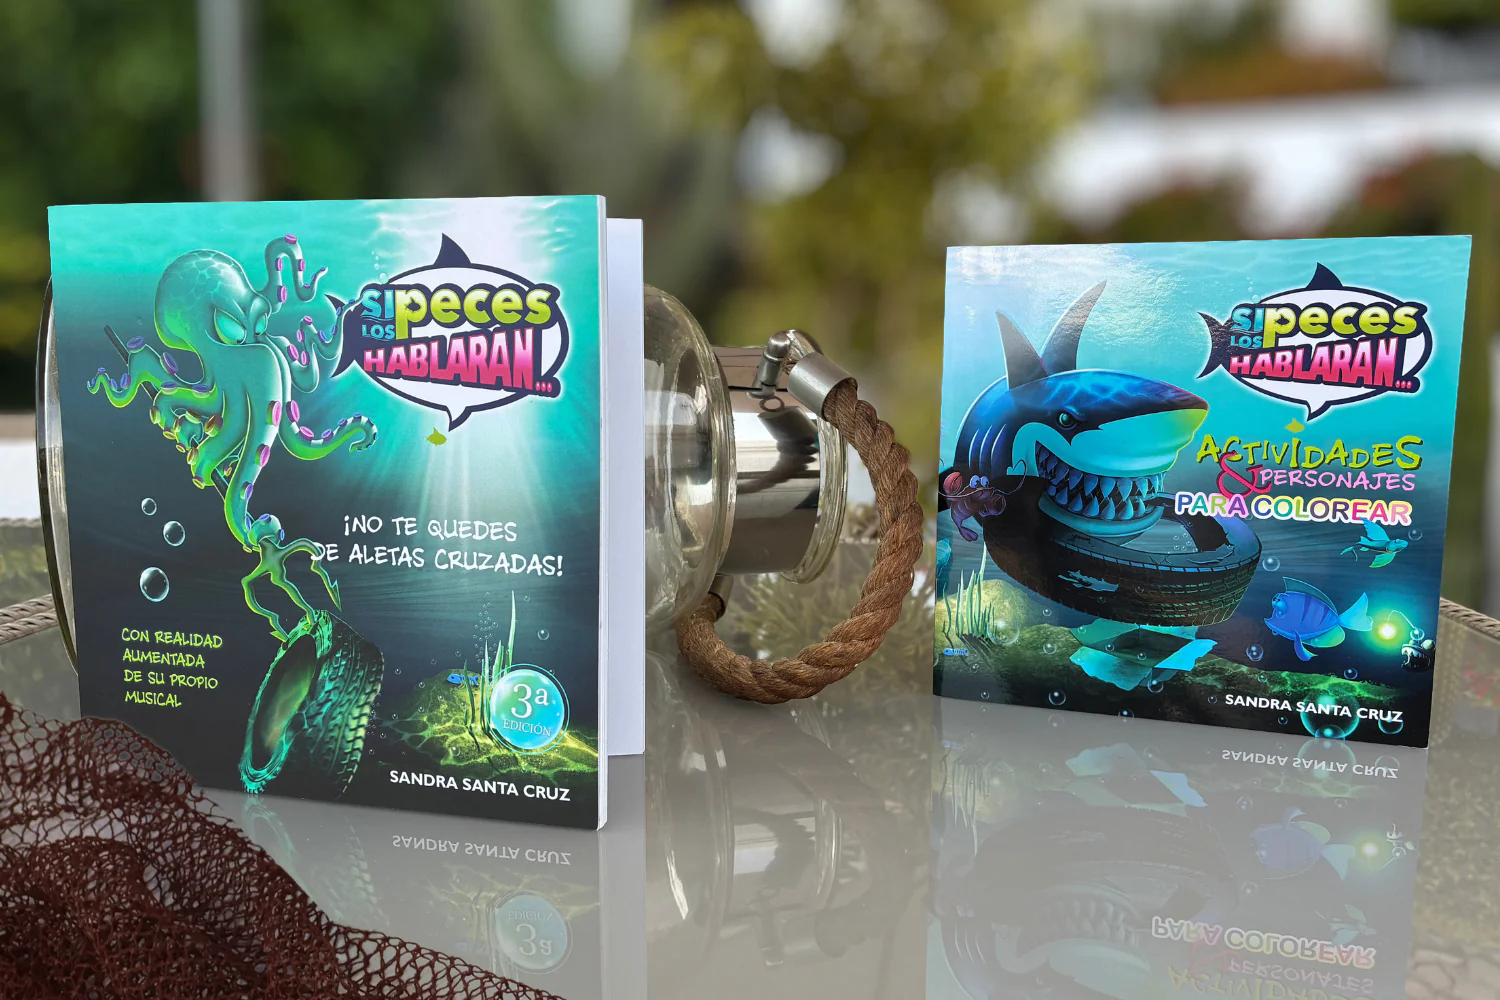 SI peces
LOS
HABLARAN...
¡NO TE QUEDES
DE ALETAS CRUZADAS!
CON REALIDAD
AUMENTADA
DE SU PROPIO
MUSICAL
3a
EDICIÓN
SANDRA SANTA CRUZ
SI peces
LOS
HABLARAN...
ACTIVIDADES
& PERSONAJES
PARA COLOREAR
SANDRA SANTA CRUZ